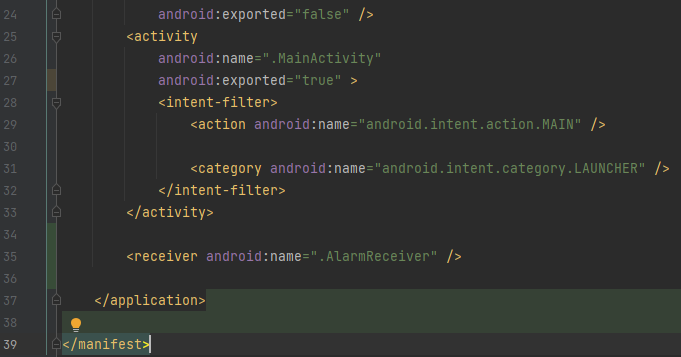 24 android:exported="false" />
25 <activity
26 android:name=".MainActivity"
27 android:exported="true" >
28 <intent-filter>
29 <action android:name="android.intent.action.MAIN" />
30
31 <category android:name="android.intent.category.LAUNCHER" />
32 </intent-filter>
33 </activity>
34
35 <receiver android:name=".AlarmReceiver" />
36
37 </application>
38
39 </manifest>